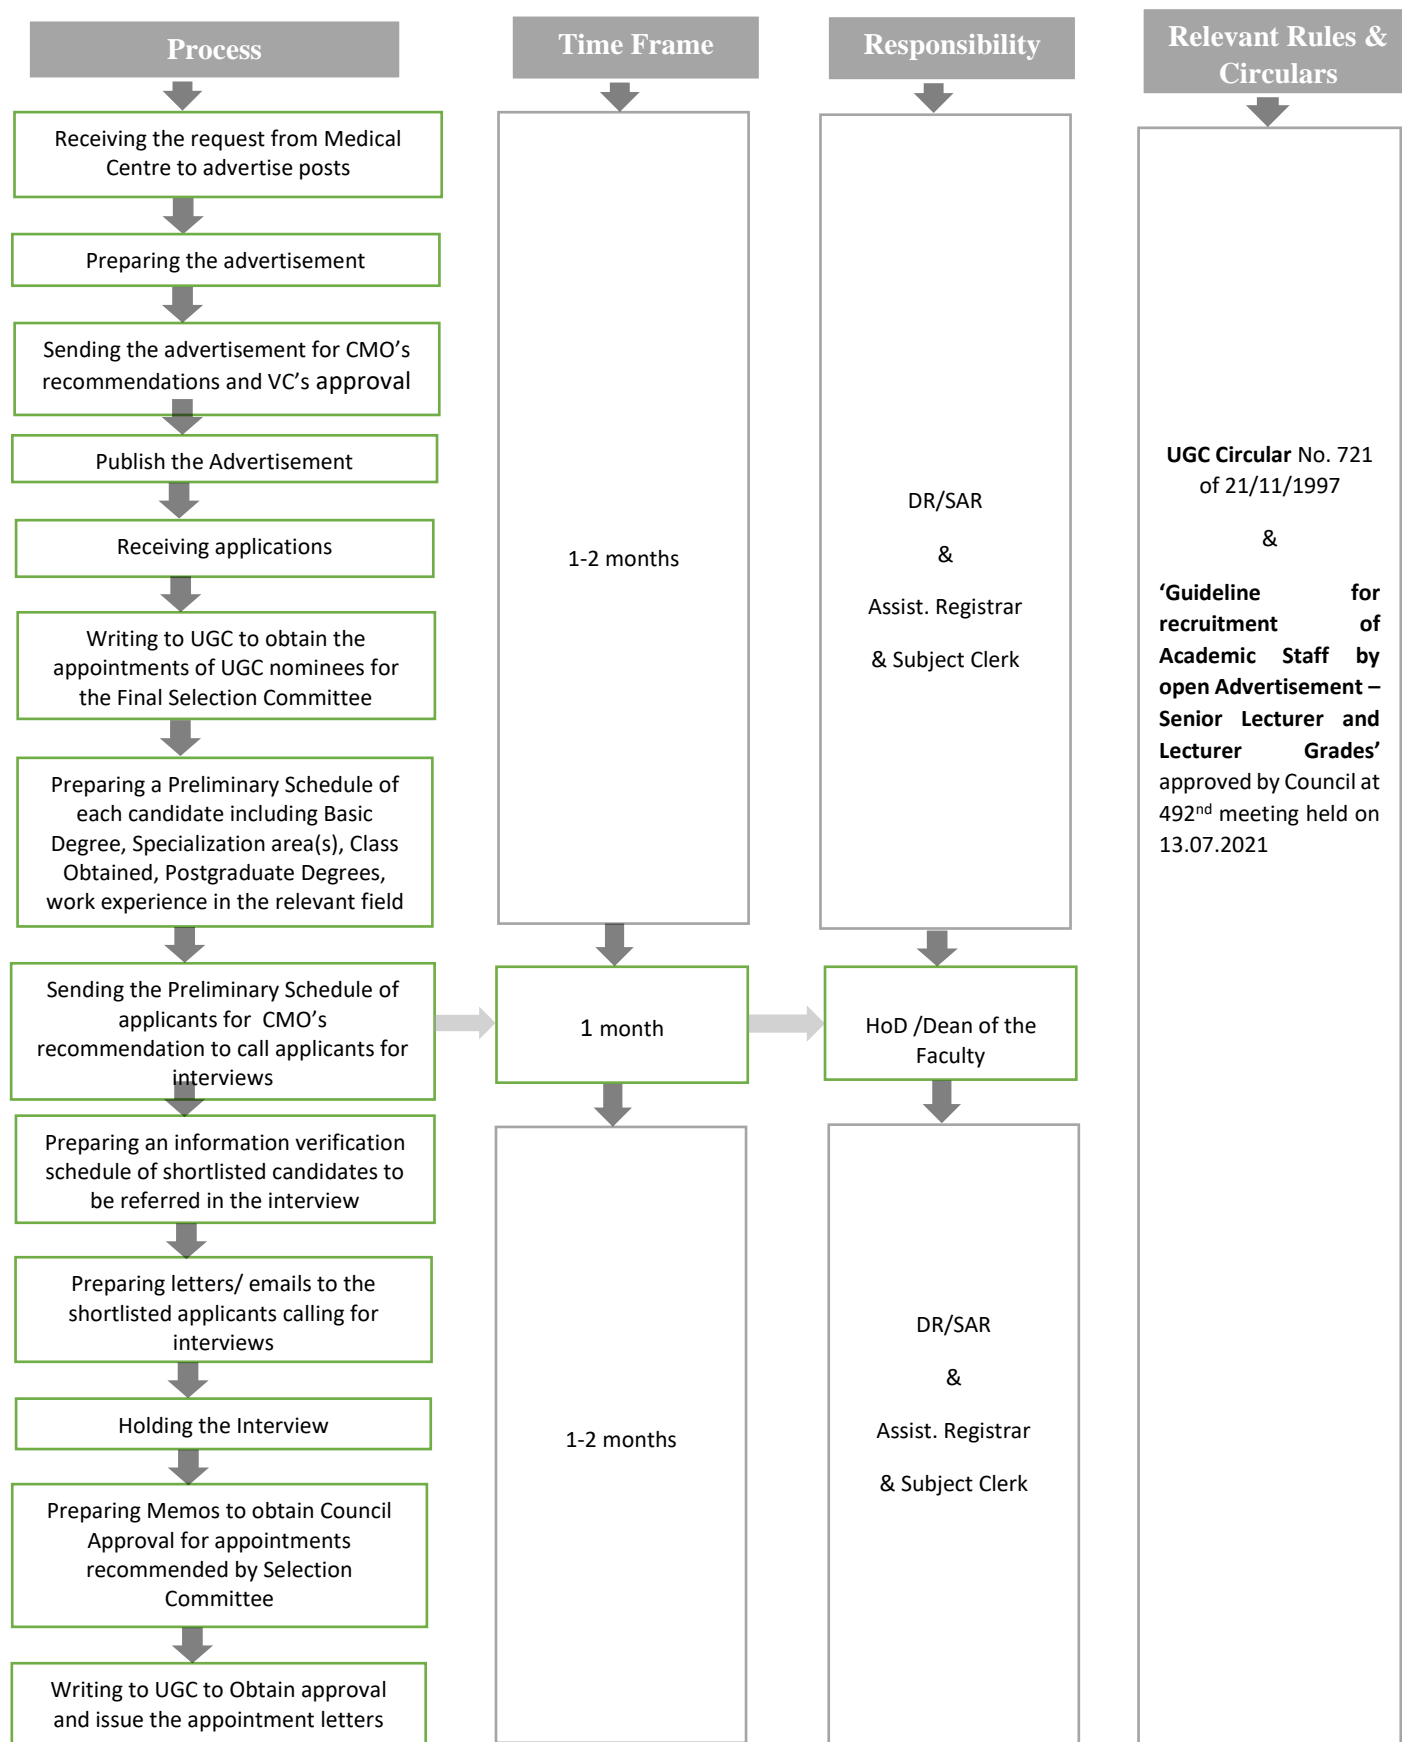 Process
Time Frame
Responsibility
Relevant Rules &
Circulars
Receiving the request from Medical
Centre to advertise posts
Preparing the advertisement
Sending the advertisement for CMO’s
recommendations and VC’s approval
Publish the Advertisement
Receiving applications
Writing to UGC to obtain the
appointments of UGC nominees for
the Final Selection Committee
Preparing a Preliminary Schedule of
each candidate including Basic
Degree, Specialization area(s), Class
Obtained, Postgraduate Degrees,
work experience in the relevant field
1-2 months
DR/SAR
&
Assist. Registrar
& Subject Clerk
UGC Circular No. 721
of 21/11/1997
&
‘Guideline for
recruitment of
Academic Staff by
open Advertisement –
Senior Lecturer and
Lecturer Grades’
approved by Council at
492nd meeting held on
13.07.2021
Sending the Preliminary Schedule of
applicants for CMO’s
recommendation to call applicants for
interviews
1 month
HoD /Dean of the
Faculty
Preparing an information verification
schedule of shortlisted candidates to
be referred in the interview
Preparing letters/ emails to the
shortlisted applicants calling for
interviews
Holding the Interview
Preparing Memos to obtain Council
Approval for appointments
recommended by Selection
Committee
Writing to UGC to Obtain approval
and issue the appointment letters
1-2 months
DR/SAR
&
Assist. Registrar
& Subject Clerk